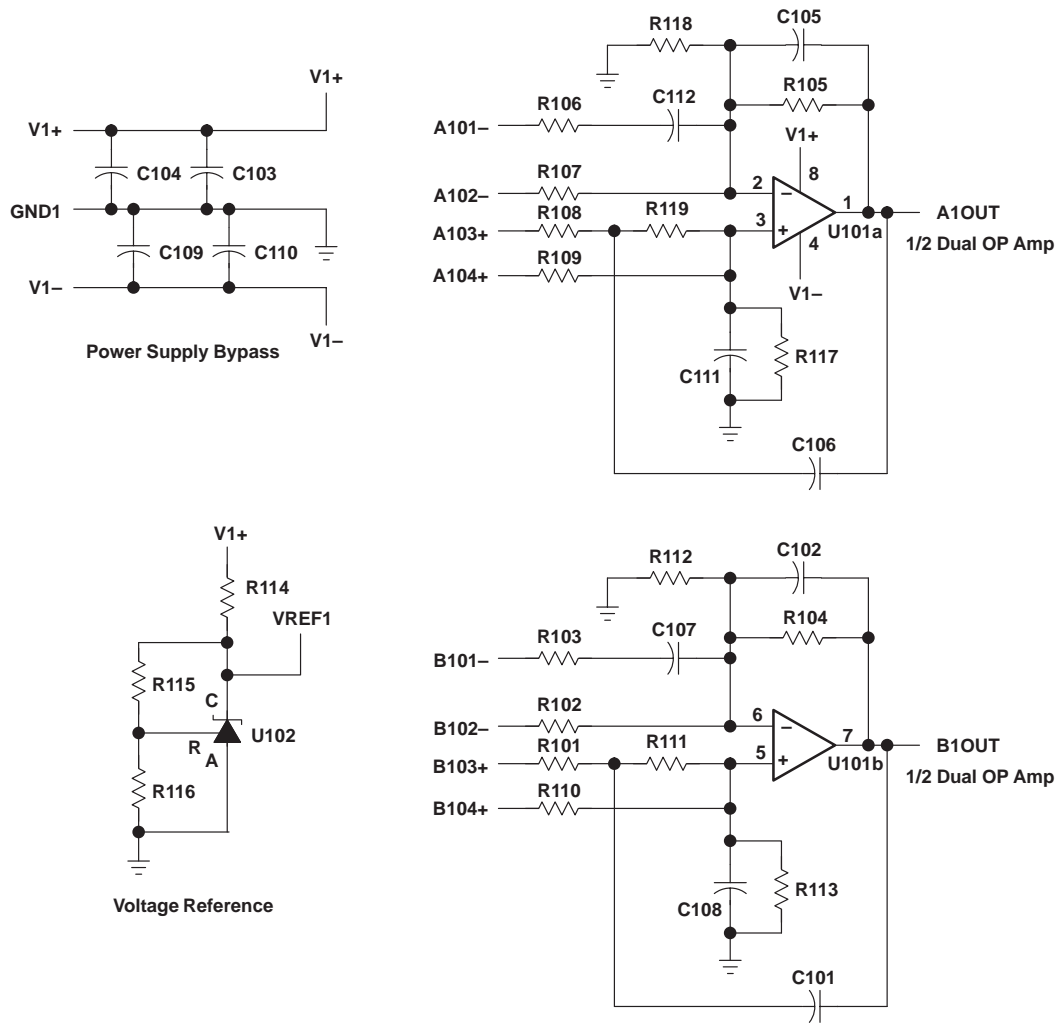 V1+
V1+
C104
C103
GND1
C109
C110
V1–
V1–
Power Supply Bypass
R118
C105
R105
R106
C112
A101–
V1+
R107
8
A102–
2
–
1
A1OUT
R108
R119
3
+
U101a
A103+
4
1/2 Dual OP Amp
R109
A104+
V1–
C111
R117
C106
V1+
R114
VREF1
R115
C
U102
R
A
R116
Voltage Reference
R112
C102
R104
R103
C107
B101–
R102
B102–
6
–
7
B1OUT
R101
R111
5
+
U101b
B103+
1/2 Dual OP Amp
R110
B104+
C108
R113
C101